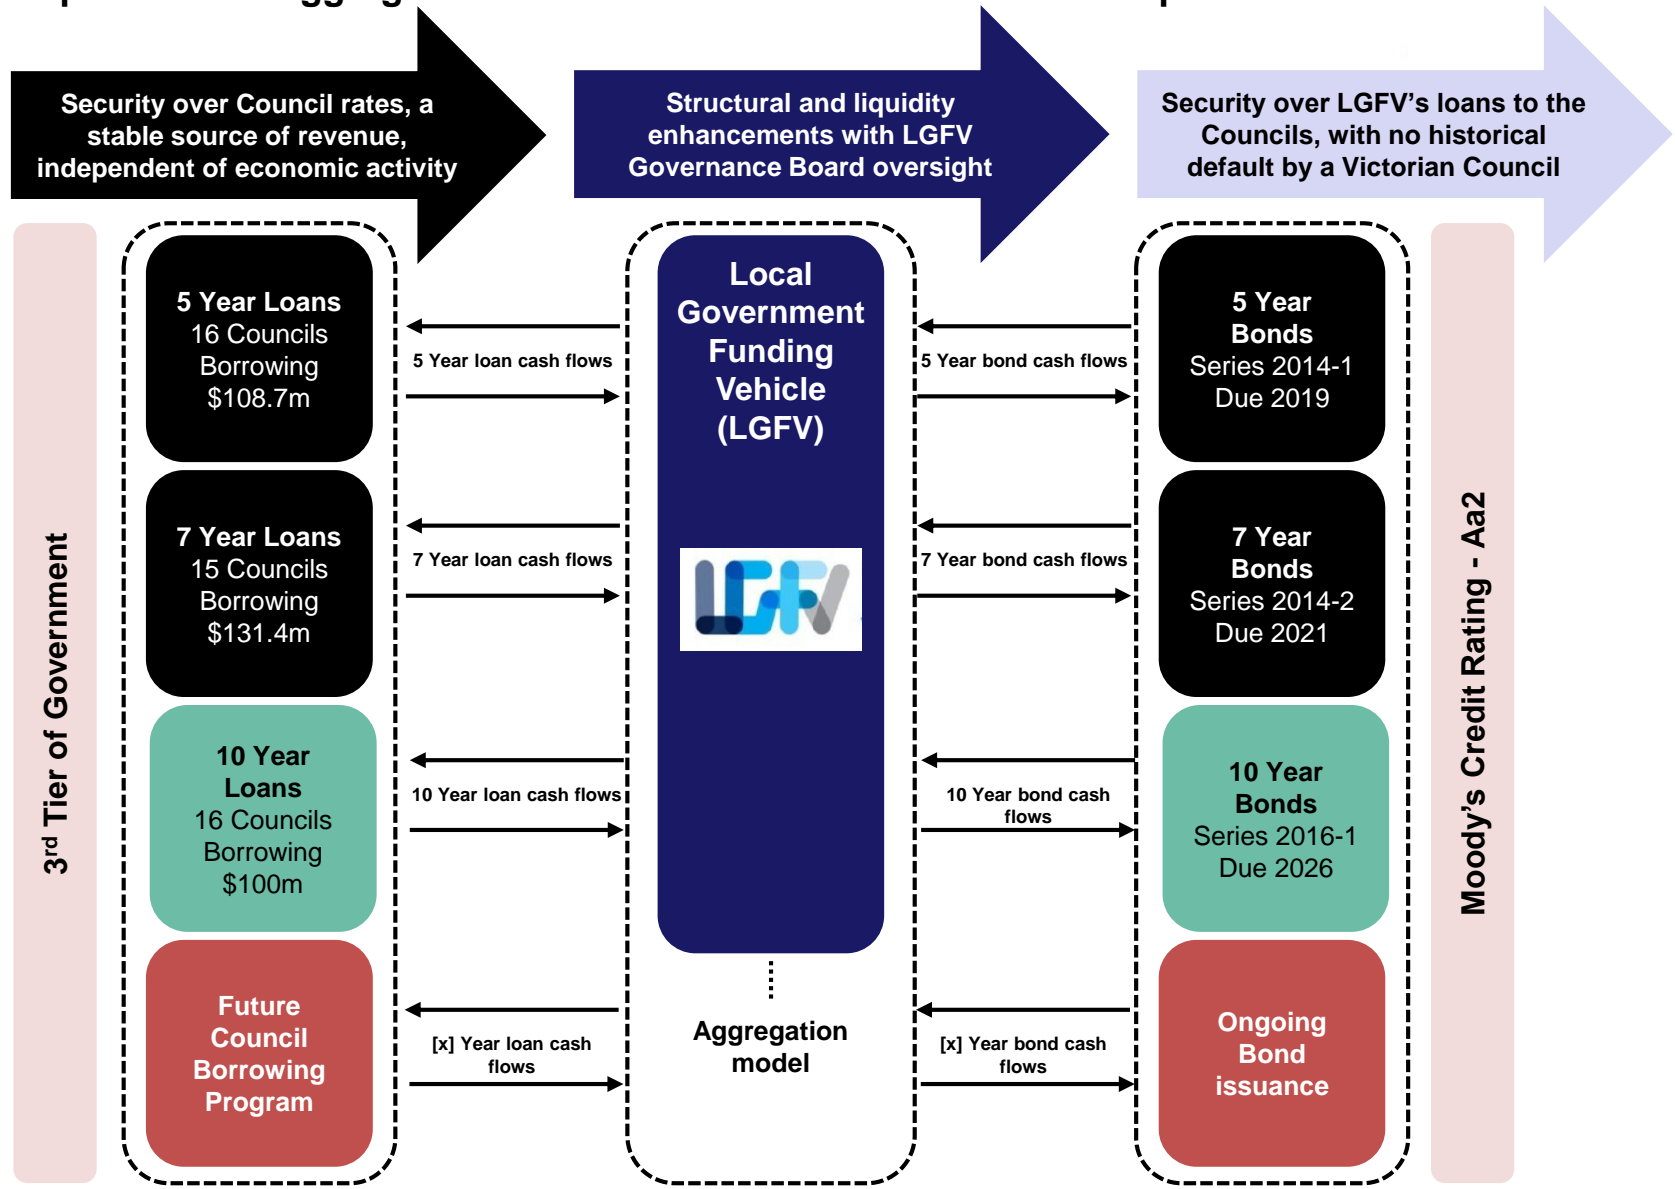 Security over Council rates, a
stable source of revenue,
independent of economic activity
Structural and liquidity
enhancements with LGFV
Governance Board oversight
Security over LGFV’s loans to the
Councils, with no historical
default by a Victorian Council
3rd Tier of Government
5 Year Loans
16 Councils
Borrowing
$108.7m
7 Year Loans
15 Councils
Borrowing
$131.4m
10 Year
Loans
16 Councils
Borrowing
$100m
Future
Council
Borrowing
Program
5 Year loan cash flows
7 Year loan cash flows
10 Year loan cash flows
[x] Year loan cash
flows
Local
Government
Funding
Vehicle
(LGFV)
LGFV
Aggregation
model
5 Year bond cash flows
7 Year bond cash flows
10 Year bond cash
flows
[x] Year bond cash
flows
5 Year
Bonds
Series 2014-1
Due 2019
7 Year
Bonds
Series 2014-2
Due 2021
10 Year
Bonds
Series 2016-1
Due 2026
Ongoing
Bond
issuance
Moody’s Credit Rating - Aa2